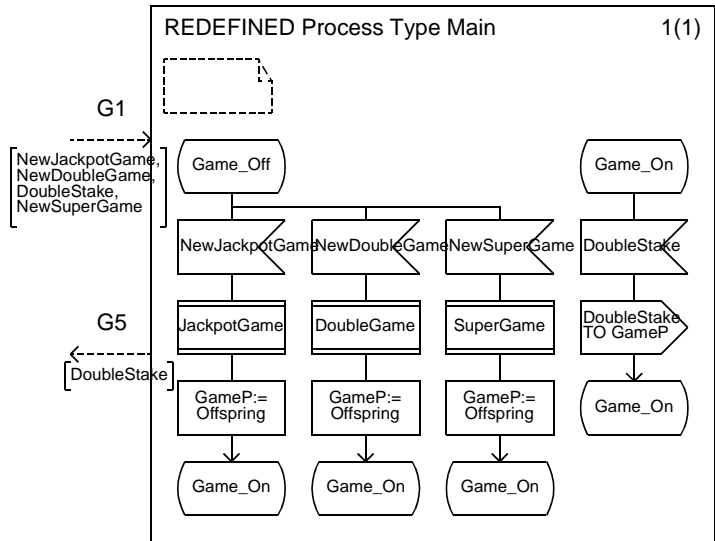 REDEFINED Process Type Main 1(1)
G1
NewJackpotGame,
NewDoubleGame,
DoubleStake,
NewSuperGame
Game_Off
Game_On
NewJackpotGame
NewDoubleGame
NewSuperGame
DoubleStake
G5
DoubleStake
JackpotGame
DoubleGame
SuperGame
DoubleStake
TO GameP
GameP:=
Offspring
GameP:=
Offspring
GameP:=
Offspring
Game_On
Game_On
Game_On
Game_On